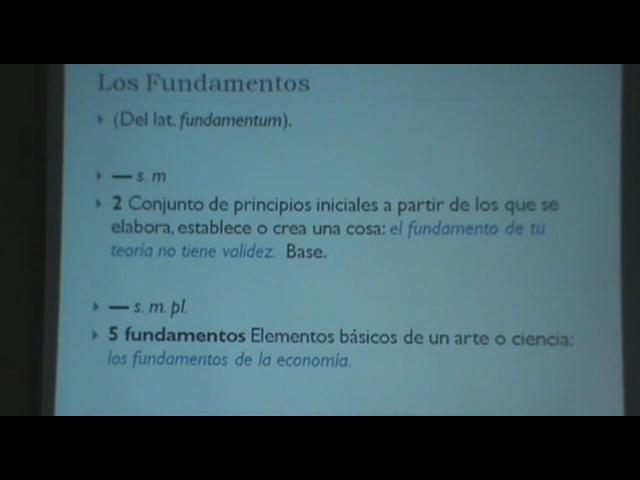 Los Fundamentos
(Del lat. fundamentum).
— s. m
2 Conjunto de principios iniciales a partir de los que se
elabora, establece o crea una cosa: el fundamento de tu
teoría no tiene validez. Base.
— s. m. pl.
5 fundamentos Elementos básicos de un arte o ciencia:
los fundamentos de la economía.